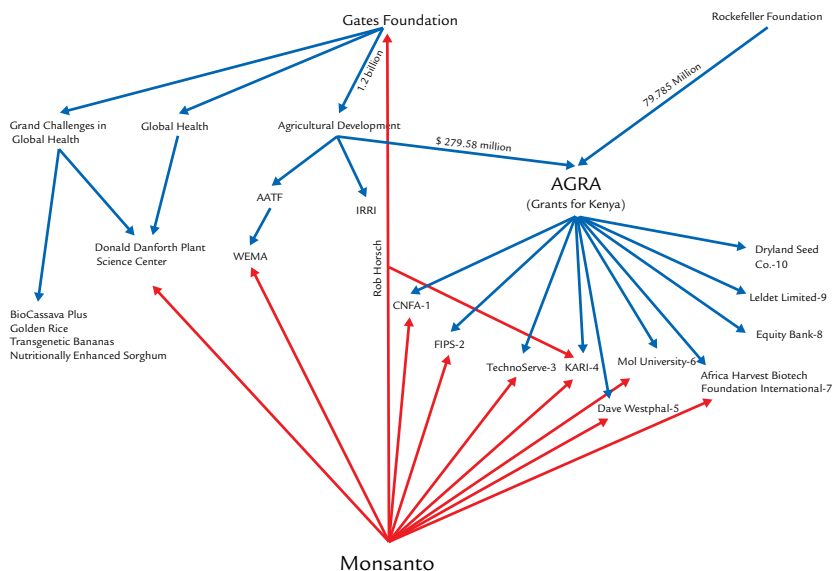 Gates Foundation
Rockefeller Foundation
1.2 billion
79.785 Million
Grand Challenges in
Global Health
Global Health
Agricultural Development
$ 279.58 million
AGRA
(Grants for Kenya)
AATF
IRRI
Donald Danforth Plant
Science Center
WEMA
Rob Horsch
Dryland Seed
Co.-10
CNFA-1
Leldet Limited-9
BioCassava Plus
Golden Rice
Transgenetic Bananas
Nutritionally Enhanced Sorghum
FIPS-2
Equity Bank-8
TechnoServe-3
KARI-4
Mol University-6
Africa Harvest Biotech
Foundation International-7
Dave Westphal-5
Monsanto